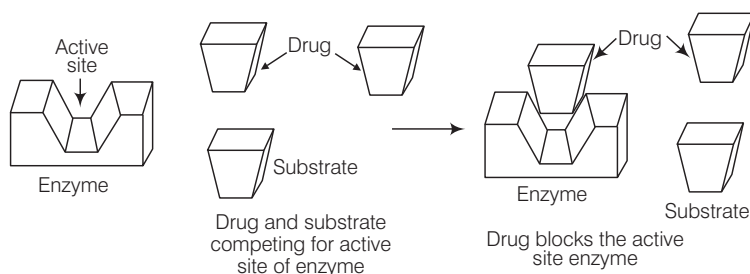 Active
site
Enzyme
Drug
Substrate
Drug and substrate
competing for active
site of enzyme
Drug
Enzyme
Substrate
Drug blocks the active
site enzyme